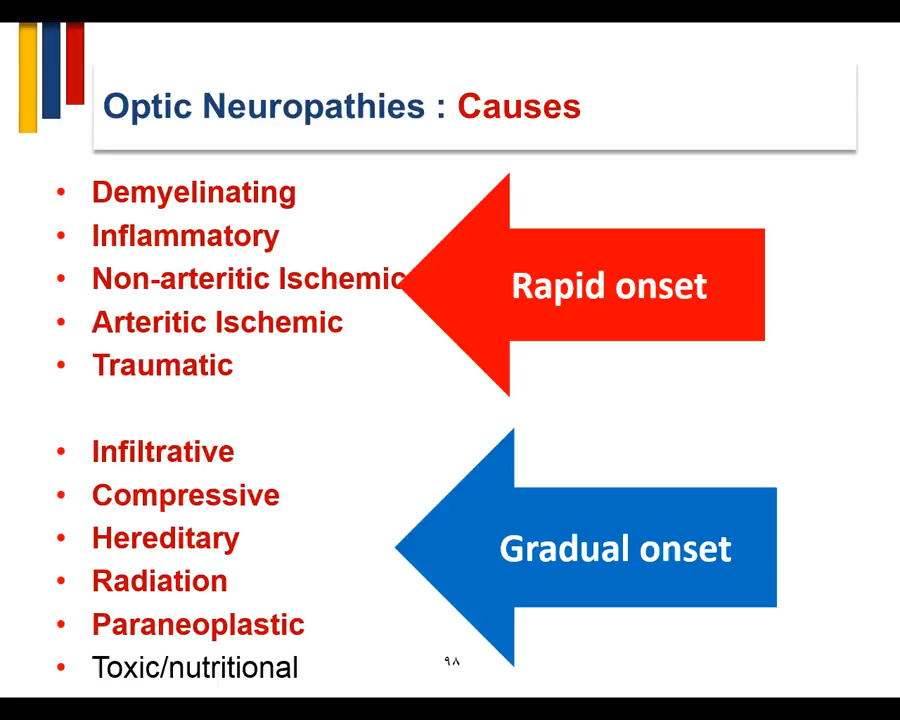 Optic Neuropathies : Causes
• Demyelinating
• Inflammatory
• Non-arteritic Ischemic
• Arteritic Ischemic
• Traumatic
Rapid onset
• Infiltrative
• Compressive
• Hereditary
• Radiation
• Paraneoplastic
• Toxic/nutritional
Gradual onset
٩٨